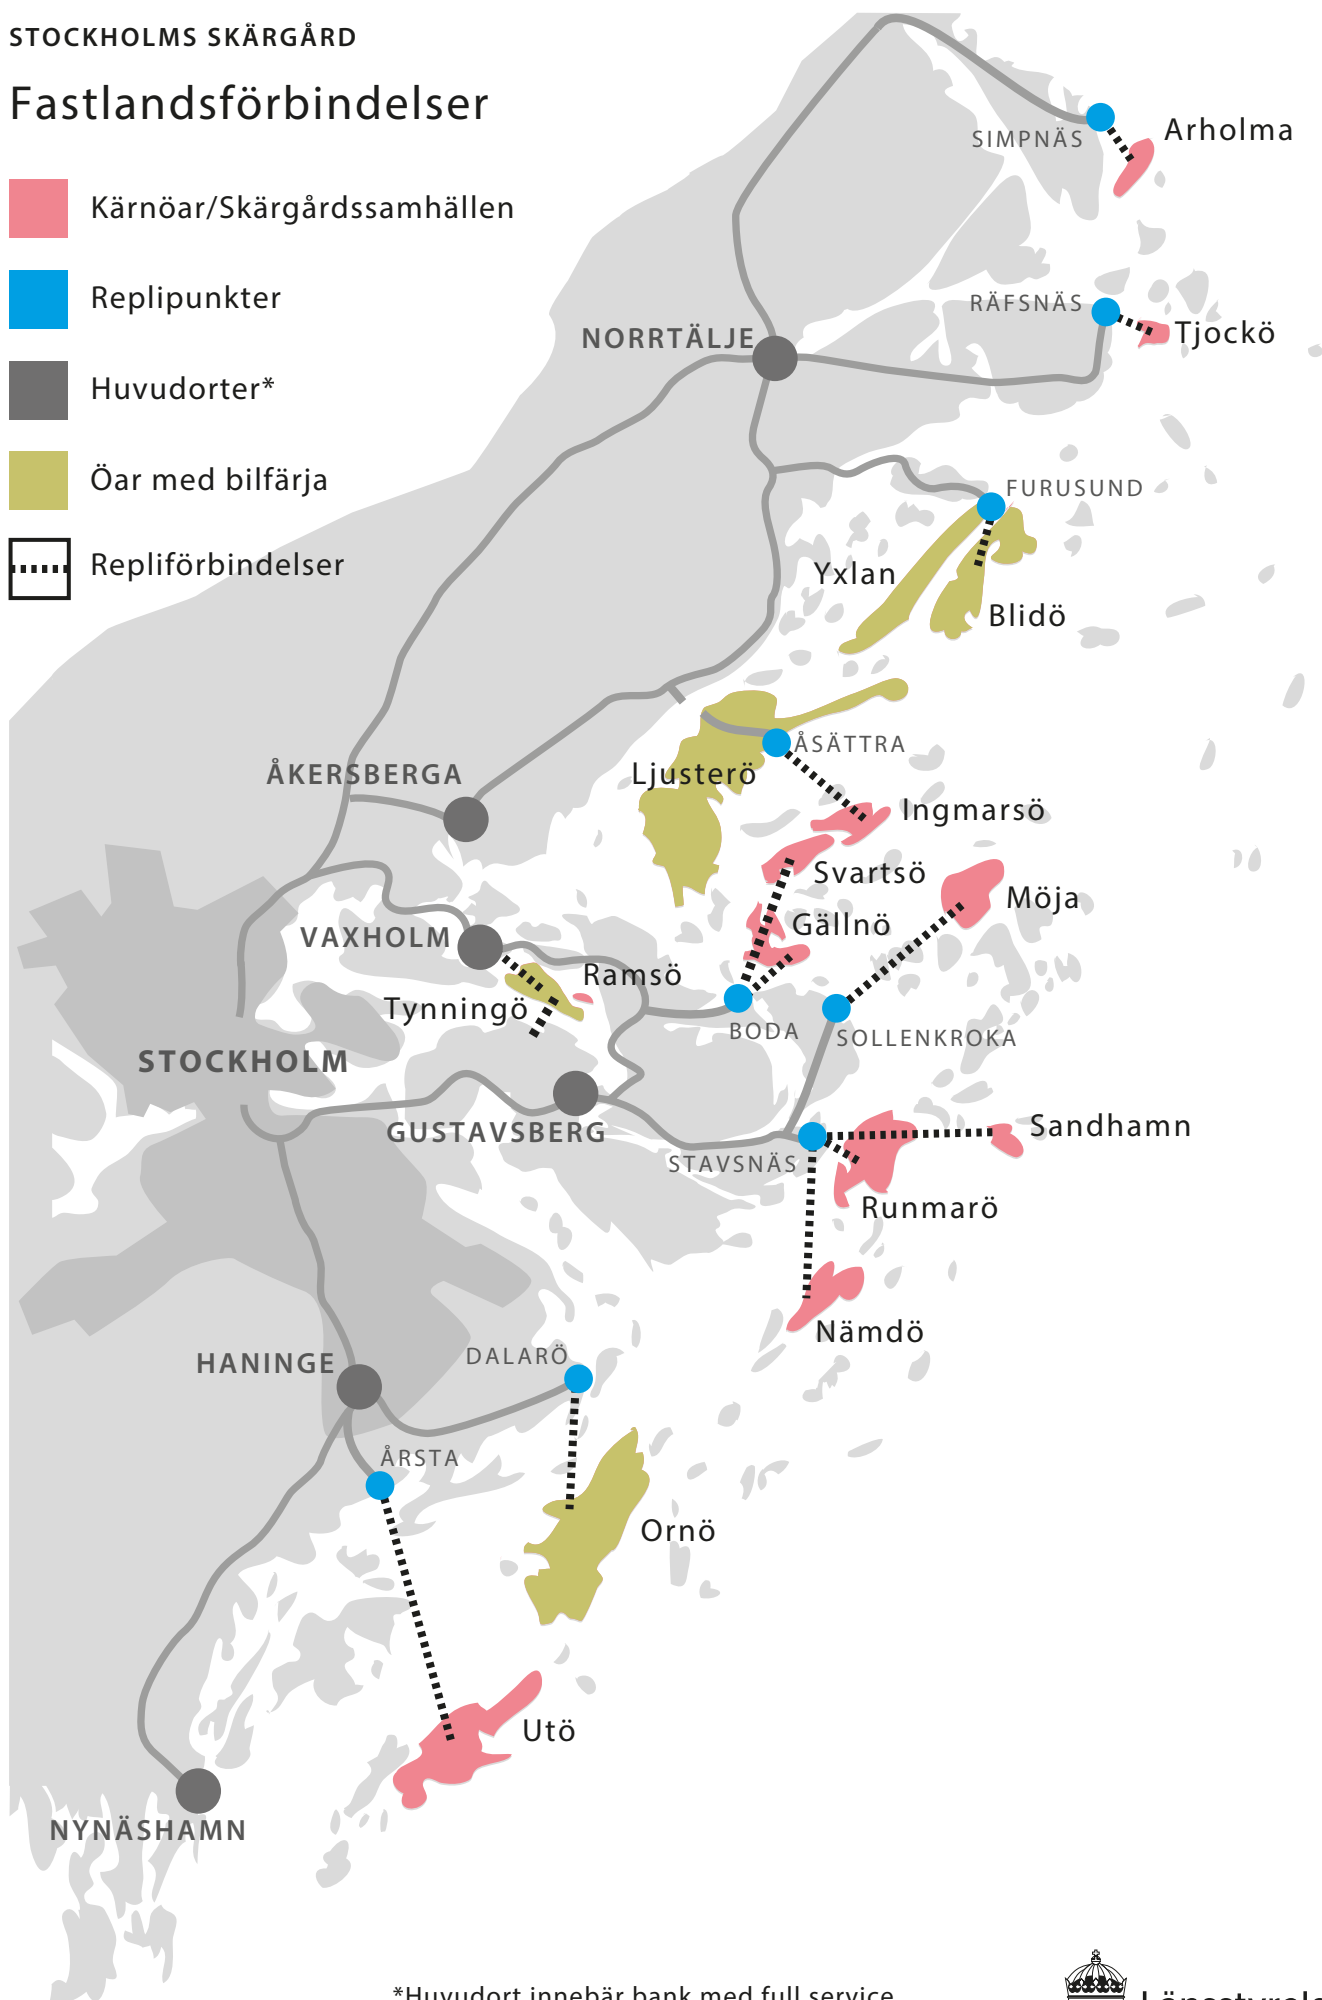 STOCKHOLMS SKÄRGÅRD
Fastlandsförbindelser
Kärnöar/Skärgårdssamhällen
Replipunkter
Huvudorter*
Öar med bilfärja
Repliförbindelser
SIMPNÄS
Arholma
RÄFSNÄS
Tjockö
NORRTÄLJE
FURUSUND
Yxlan
Blidö
ÅSÄTTRA
Ljusterö
ÅKERSBERGA
Ingmarsö
Svartsö
Möja
Gällnö
VAXHOLM
Ramsö
Tynningö
BODA
SOLLENKROKA
STOCKHOLM
GUSTAVSBERG
Sandhamn
STAVSNÄS
Runmarö
Nämdö
HANINGE
DALARÖ
ÅRSTA
Ornö
Utö
NYNÄSHAMN
*Huvudort innebär bank med full service